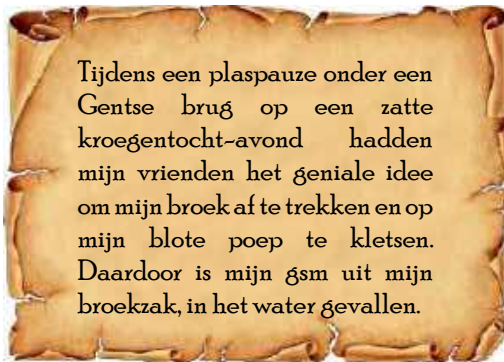 Tijdens een plaspauze onder een
Gentse brug op een zatte
kroegentocht-avond hadden
mijn vrienden het geniale idee
om mijn broek af te trekken en op
mijn blote poep te kletsen.
Daardoor is mijn gsm uit mijn
broekzak, in het water gevallen.